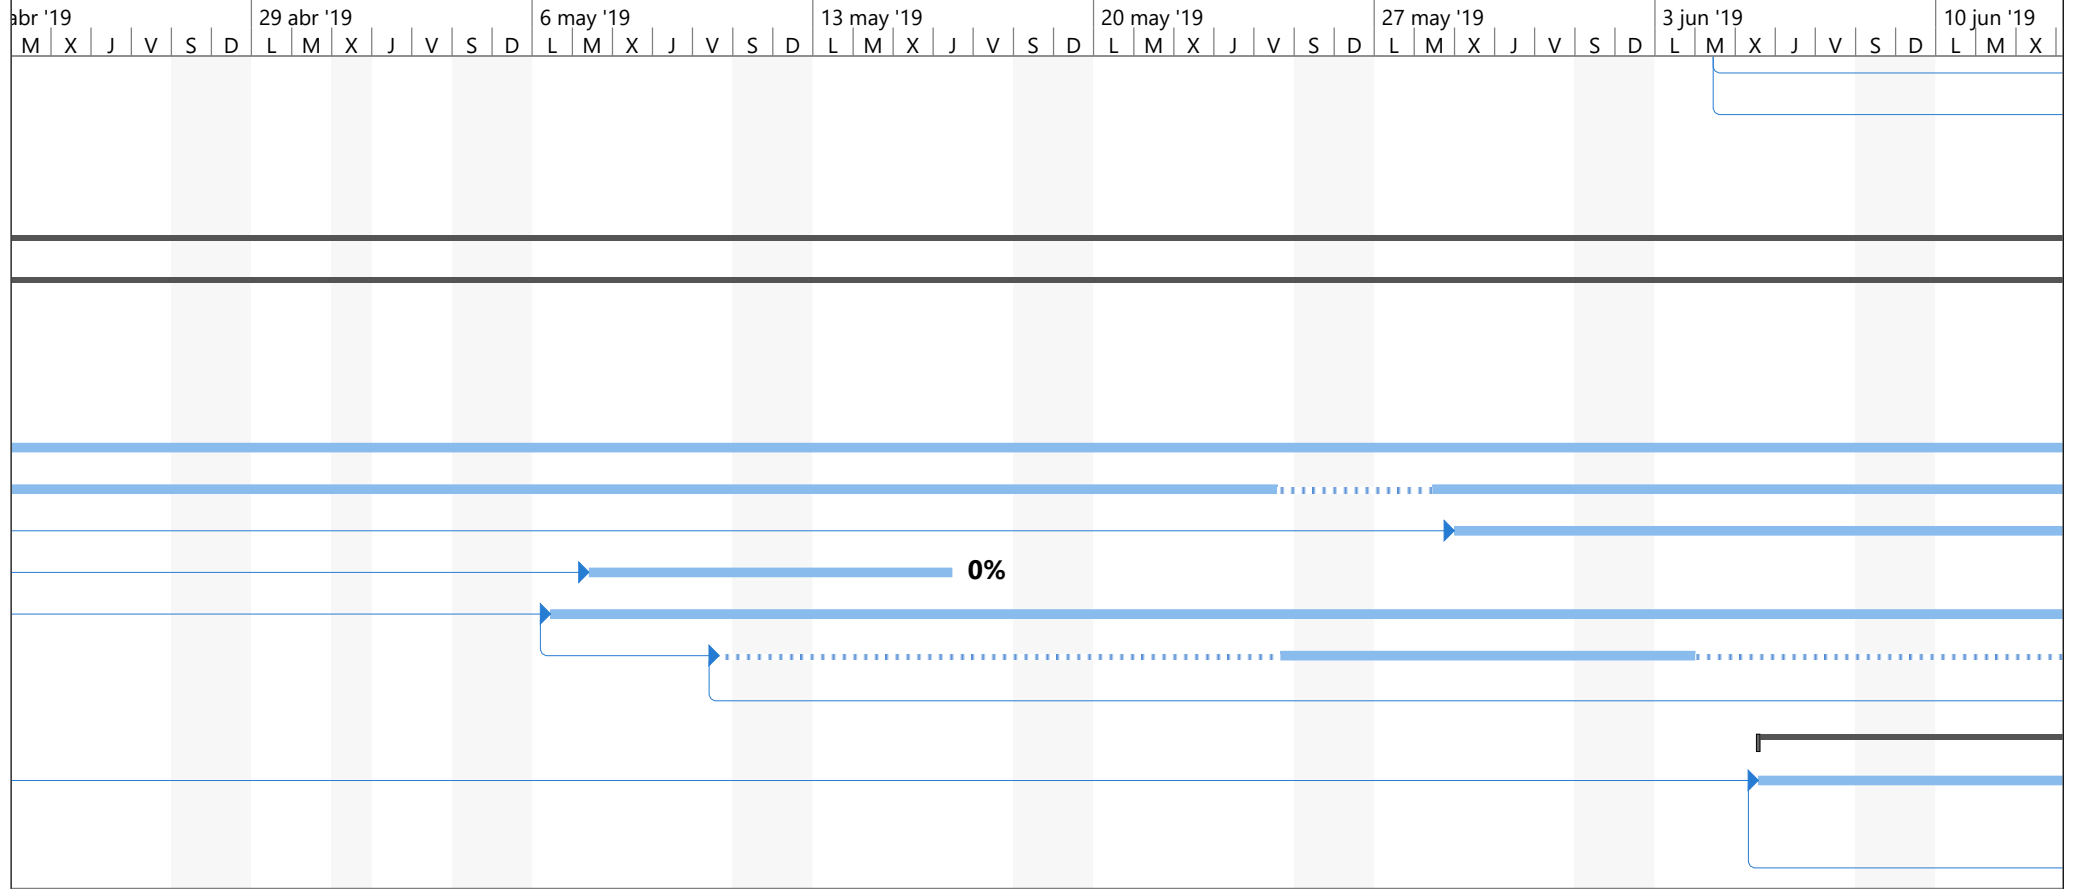 abr '19 29 abr '19 6 may '19 13 may '19 20 may '19 27 may '19 3 jun '19 10 jun '19
M X J V S D L M X J V S D L M X J V S D L M X J V S D L M X J V S D L M X J V S D L M X J V S D L M X
0%